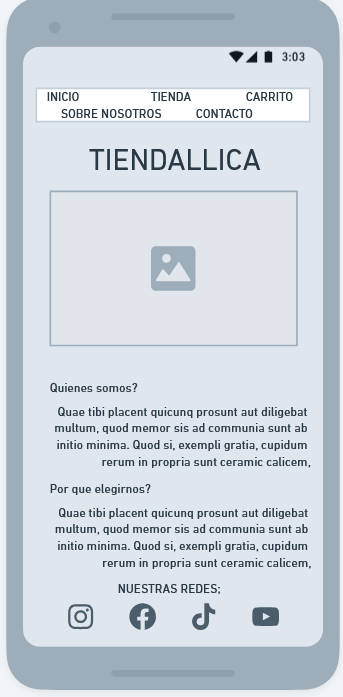 3:03
INICIO TIENDA CARRITO
SOBRE NOSOTROS CONTACTO
TIENDALLICA
Quienes somos?
Quae tibi placent quicunq prosunt aut diligebat
multum, quod memor sis ad communia sunt ab
initio minima. Quod si, exempli gratia, cupidum
rerum in propria sunt ceramic calicem,
Por que elegirnos?
Quae tibi placent quicunq prosunt aut diligebat
multum, quod memor sis ad communia sunt ab
initio minima. Quod si, exempli gratia, cupidum
rerum in propria sunt ceramic calicem,
NUESTRAS REDES;